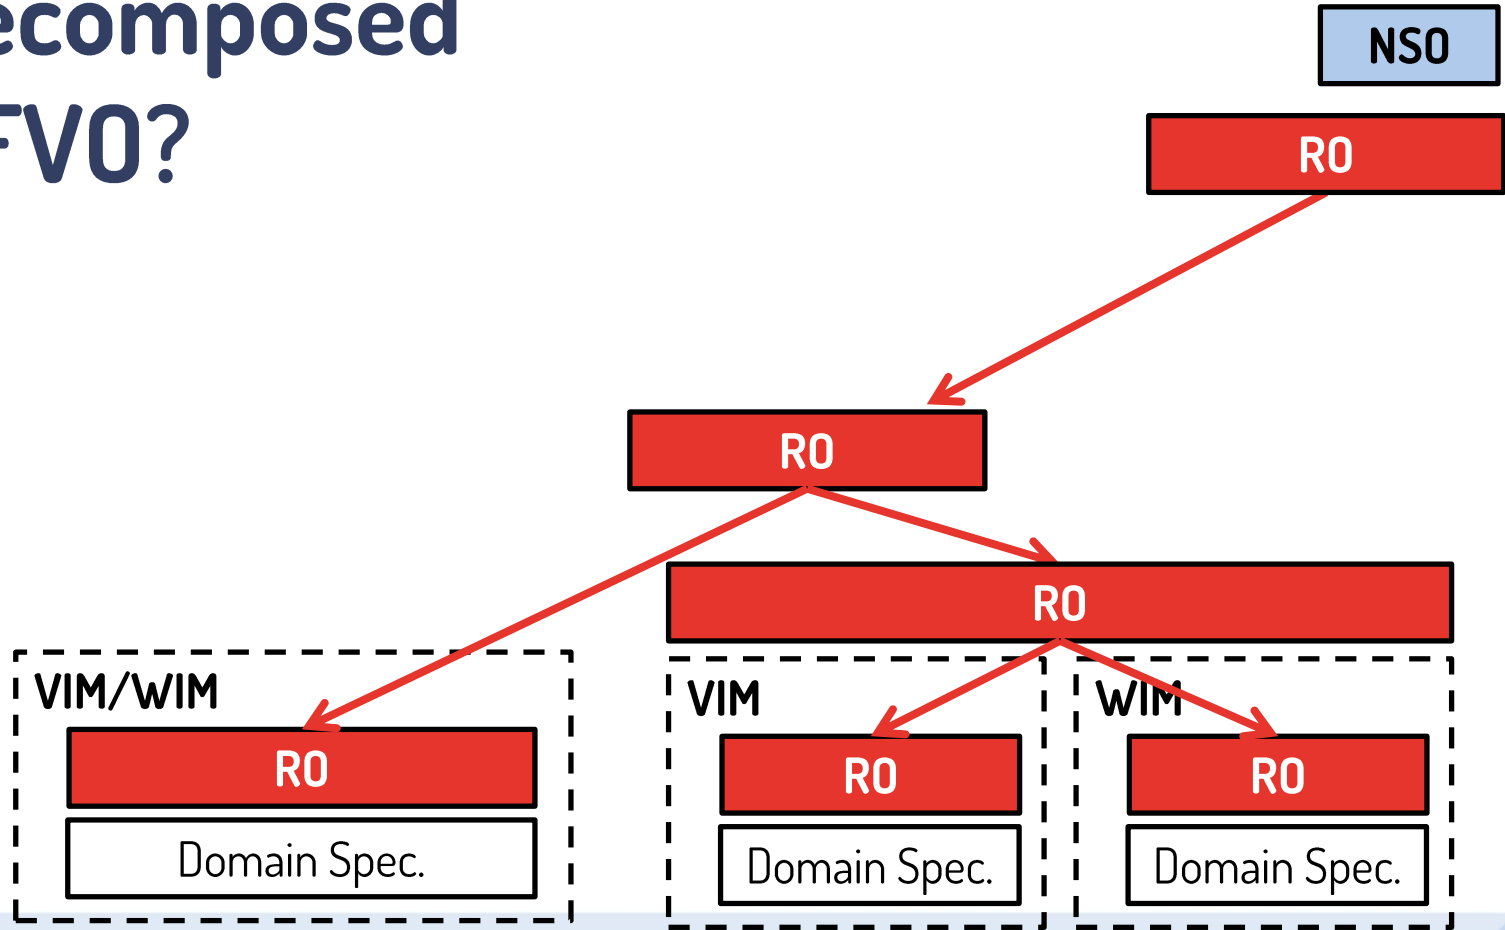 ecomposed
FVO?
NSO
RO
RO
RO
VIM/WIM
VIM
WIM
RO
RO
RO
Domain Spec.
Domain Spec.
Domain Spec.